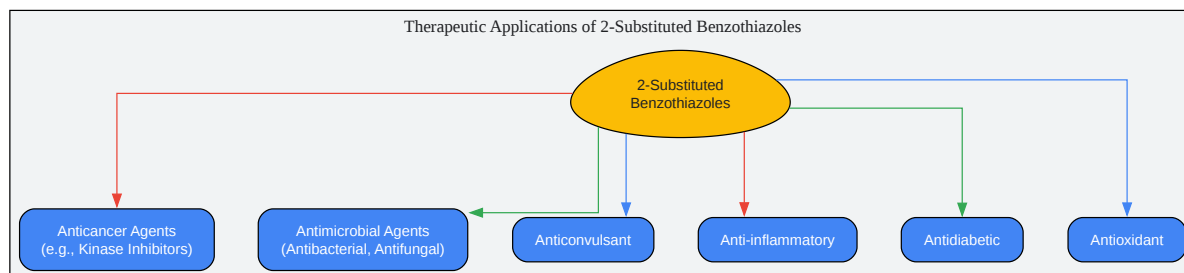 Therapeutic Applications of 2-Substituted Benzothiazoles
2-Substituted
Benzothiazoles
Anticancer Agents
(e.g., Kinase Inhibitors)
Antimicrobial Agents
(Antibacterial, Antifungal)
Anticonvulsant
Anti-inflammatory
Antidiabetic
Antioxidant